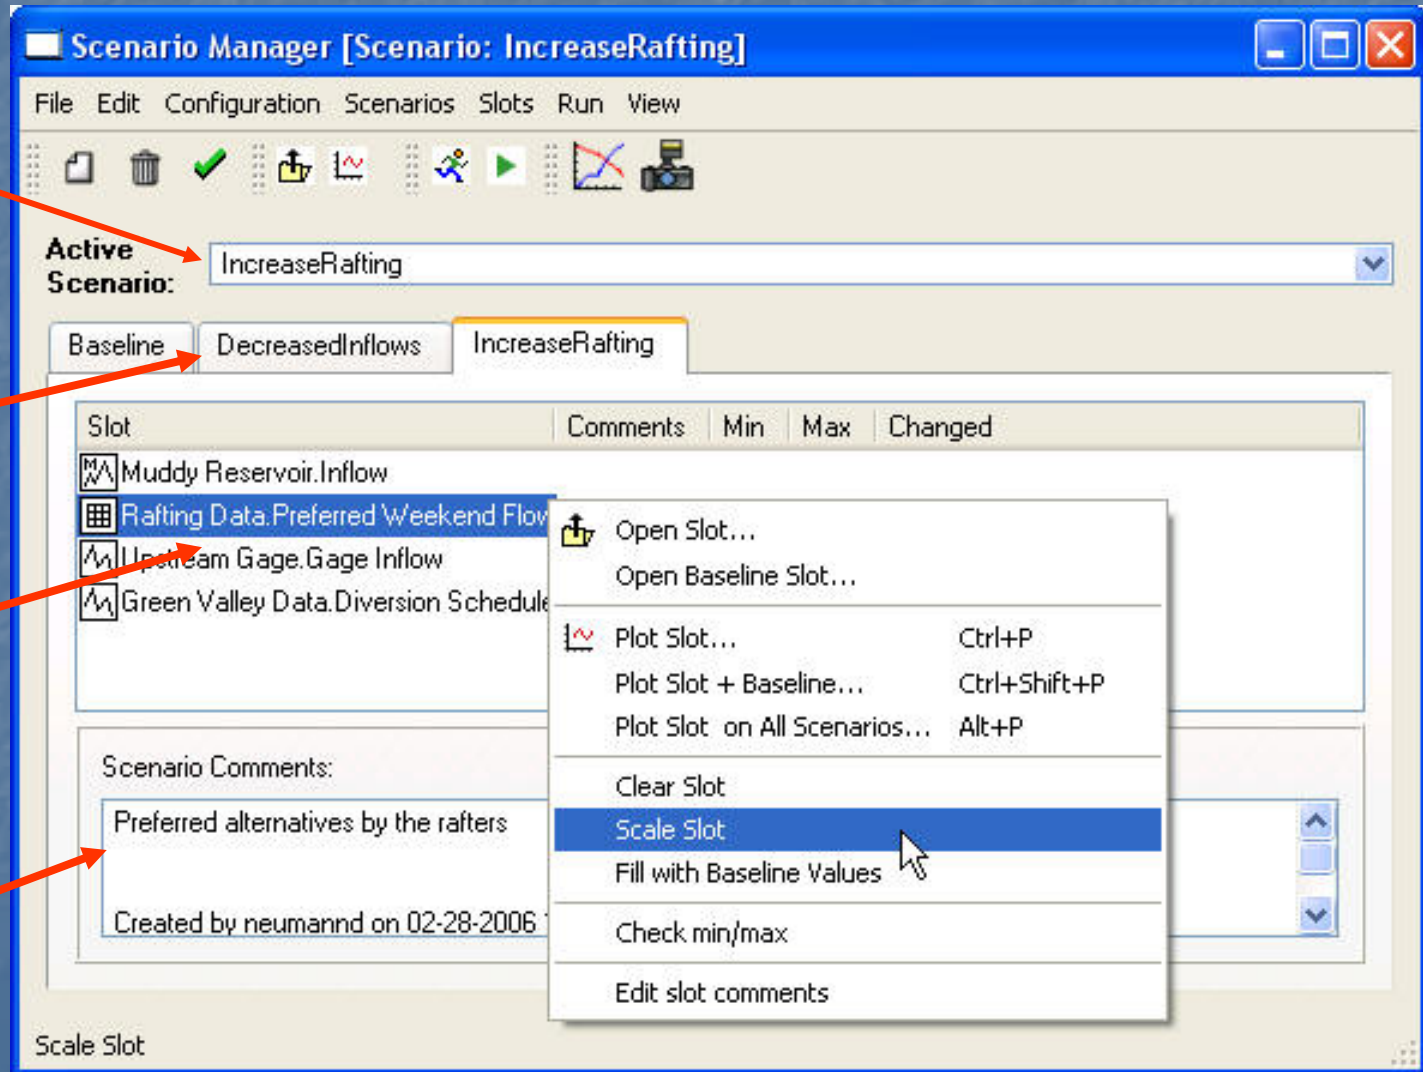 Scenario Manager [Scenario: IncreaseRafting]
File Edit Configuration Scenarios Slots Run View
Active
Scenario:
IncreaseRafting
Baseline DecreasedInflows IncreaseRafting
Slot Comments Min Max Changed
Muddy Reservoir.Inflow
Rafting Data.Preferred Weekend Flow
Upstream Gage.Gage Inflow
Green Valley Data.Diversion Schedule
Open Slot...
Open Baseline Slot...
Plot Slot... Ctrl+P
Plot Slot + Baseline... Ctrl+Shift+P
Plot Slot on All Scenarios... Alt+P
Clear Slot
Scale Slot
Fill with Baseline Values
Check min/max
Edit slot comments
Scenario Comments:
Preferred alternatives by the rafters
Created by neumannd on 02-28-2006
Scale Slot